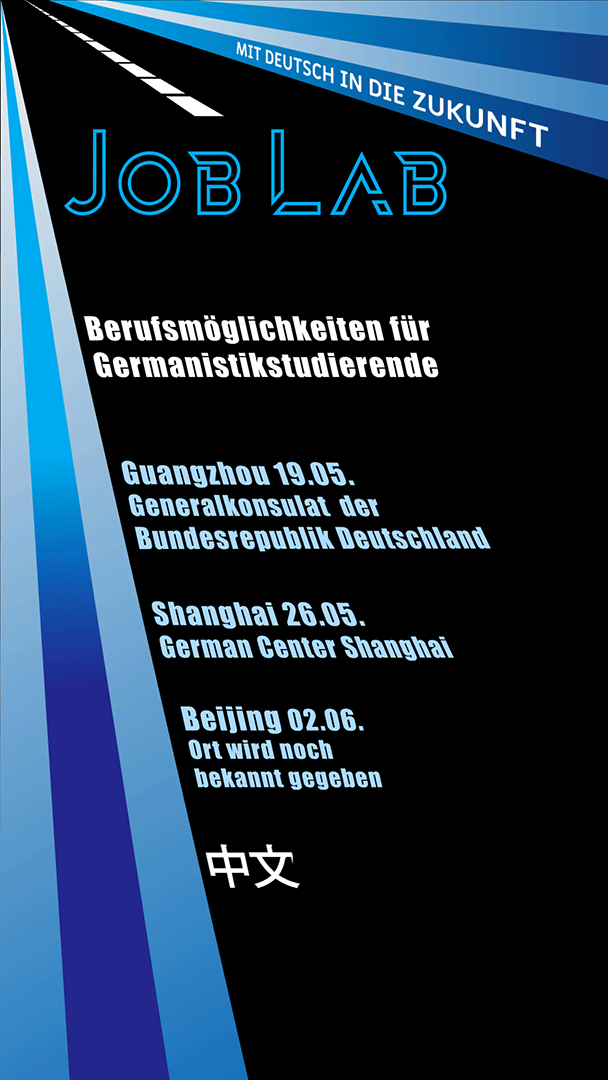 MIT DEUTSCH IN DIE ZUKUNFT
JOB LAB
Berufsmöglichkeiten für
Germanistikstudierende
Guangzhou 19.05.
Generalkonsulat der
Bundesrepublik Deutschland
Shanghai 26.05.
German Center Shanghai
Beijing 02.06.
Ort wird noch
bekannt gegeben
中文